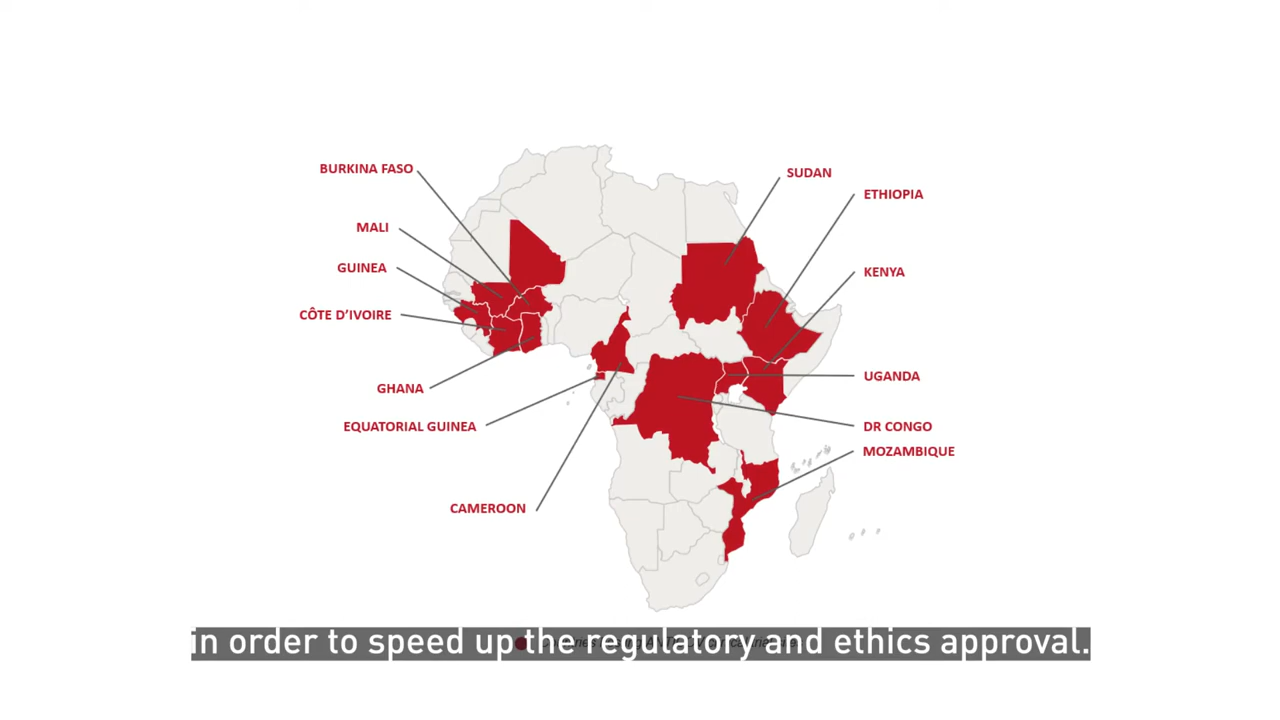 BURKINA FASO
MALI
GUINEA
CÔTE D'IVOIRE
GHANA
EQUATORIAL GUINEA
CAMEROON
SUDAN
ETHIOPIA
KENYA
UGANDA
DR CONGO
MOZAMBIQUE
in order to speed up the regulatory and ethics approval.